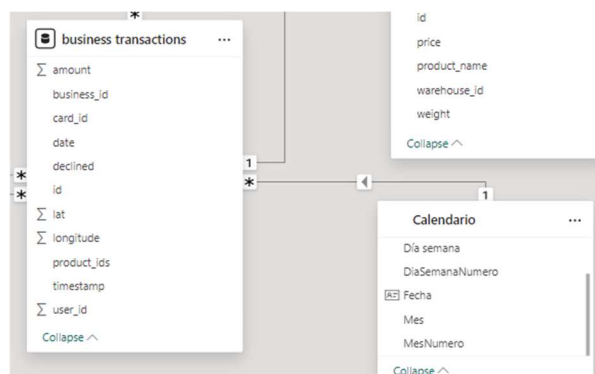 *
business transactions ...
∑ amount
business_id
card_id
date
declined
id
∑ lat
∑ longitude
product_ids
timestamp
∑ user_id
Collapse
*
*
1
*
1
id
price
product_name
warehouse_id
weight
Collapse
Calendario ...
Día semana
DiaSemanaNumero
Fecha
Mes
MesNumero
Collapse